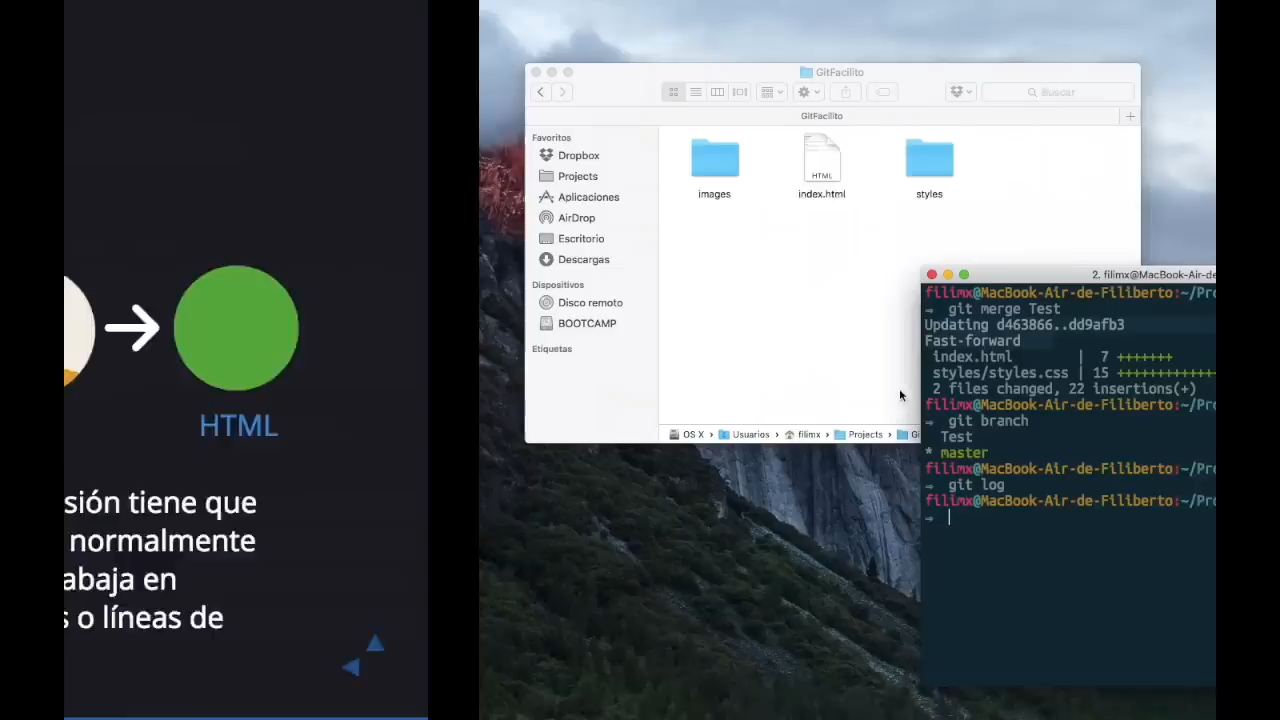 HTML
sión tiene que
normalmente
abaja en
s o líneas de
GitFacilito
Buscar
GitFacilito
Favoritos
Dropbox
Projects
Aplicaciones
AirDrop
Escritorio
Descargas
Dispositivos
Disco remoto
BOOTCAMP
Etiquetas
HTML
images
index.html
styles
OS X › Usuarios › filimx › Projects › Gi
2. filimx@MacBook-Air-de
filimx@MacBook-Air-de-Filiberto:~/Pro
→ git merge Test
Updating d463866..dd9afb3
Fast-forward
index.html | 7 +++++++
styles/styles.css | 15 +++++++++++++
2 files changed, 22 insertions(+)
filimx@MacBook-Air-de-Filiberto:~/Pro
→ git branch
Test
* master
filimx@MacBook-Air-de-Filiberto:~/Pro
→ git log
filimx@MacBook-Air-de-Filiberto:~/Pro
→